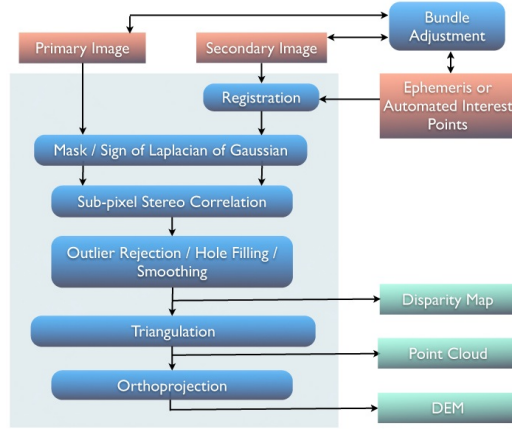 Bundle
Adjustment
Primary Image
Secondary Image
Ephemeris or
Automated Interest
Points
Registration
Mask / Sign of Laplacian of Gaussian
Sub-pixel Stereo Correlation
Outlier Rejection / Hole Filling /
Smoothing
Disparity Map
Triangulation
Point Cloud
Orthoprojection
DEM